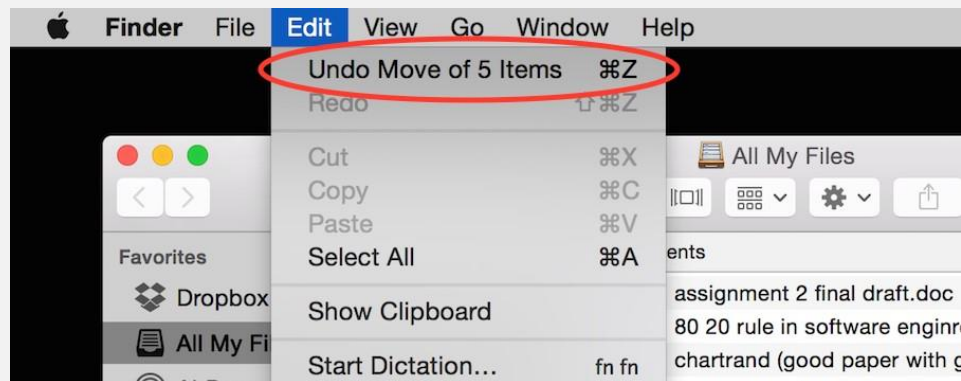 Finder File Edit View Go Window Help
Undo Move of 5 Items ⌘Z
Redo ⇧⌘Z
Cut ⌘X
All My Files
Copy ⌘C
Paste ⌘V
Favorites
Select All ⌘A
ents
Dropbox
assignment 2 final draft.doc
Show Clipboard
80 20 rule in software enginr
All My Fi
Start Dictation... fn fn
chartrand (good paper with g